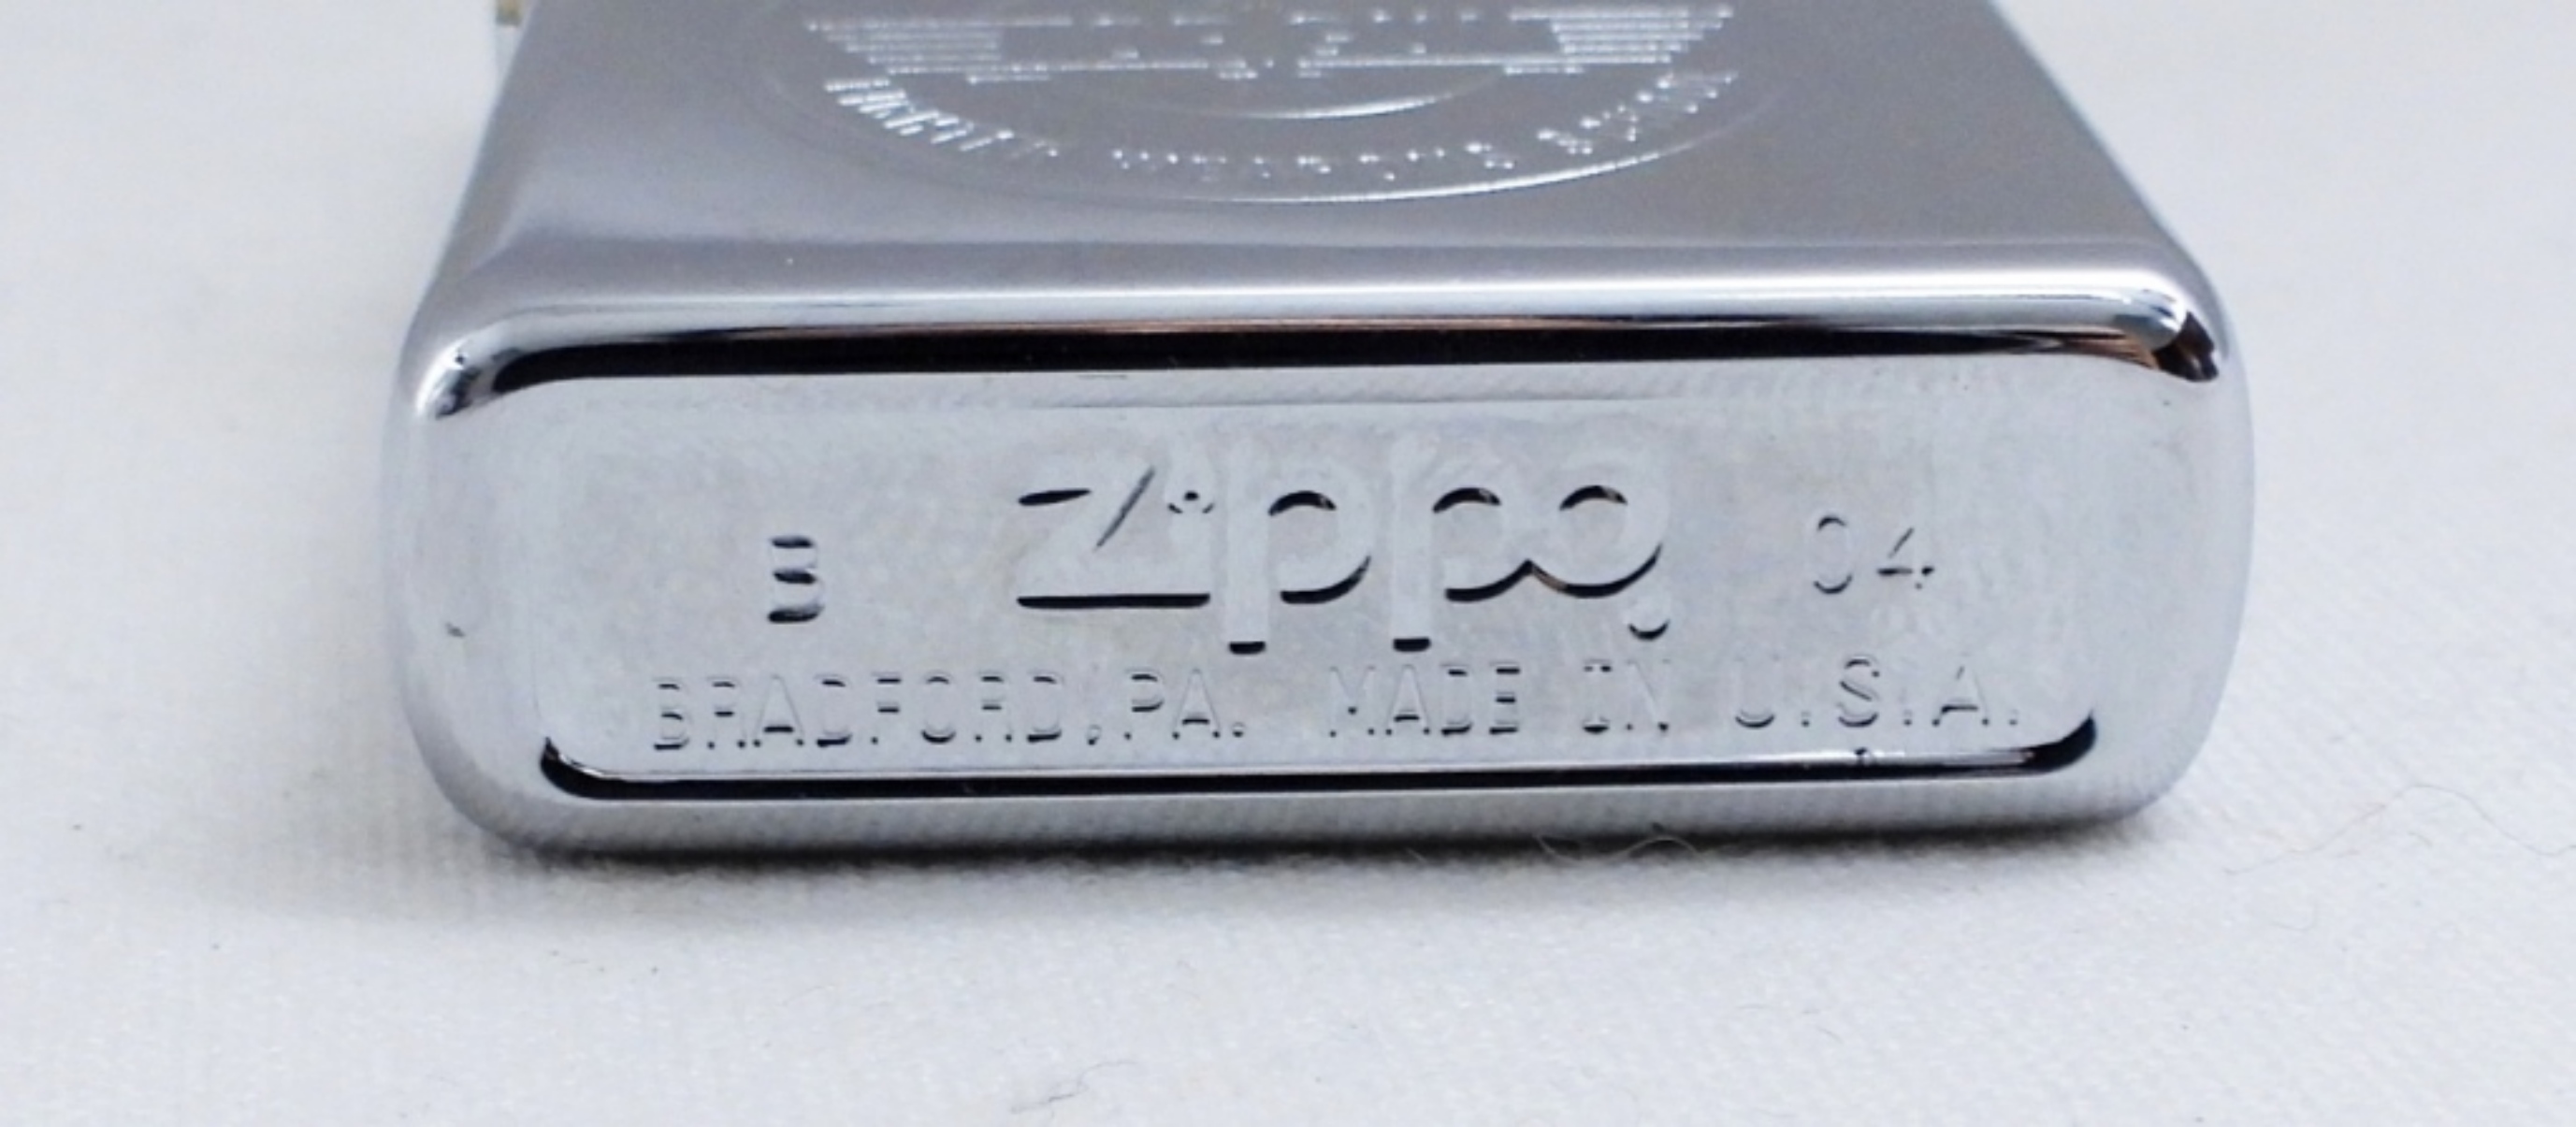 B Zippo 04
BRADFORD, PA. MADE IN U.S.A.